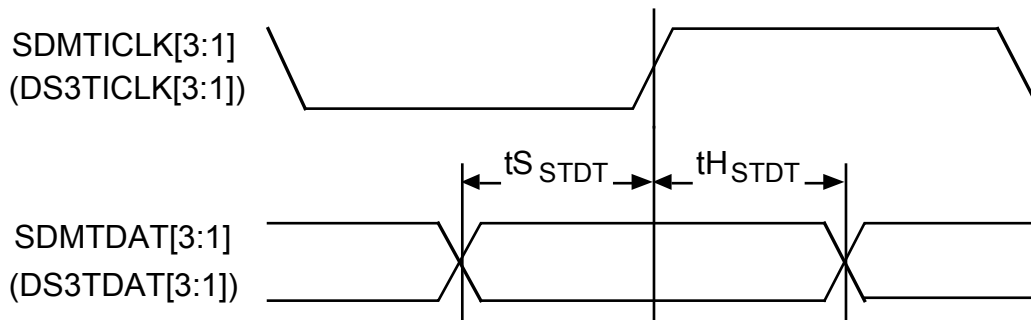 SDMTICLK[3:1]
(DS3TICLK[3:1])
tS STDT
tH STDT
SDMTDAT[3:1]
(DS3TDAT[3:1])